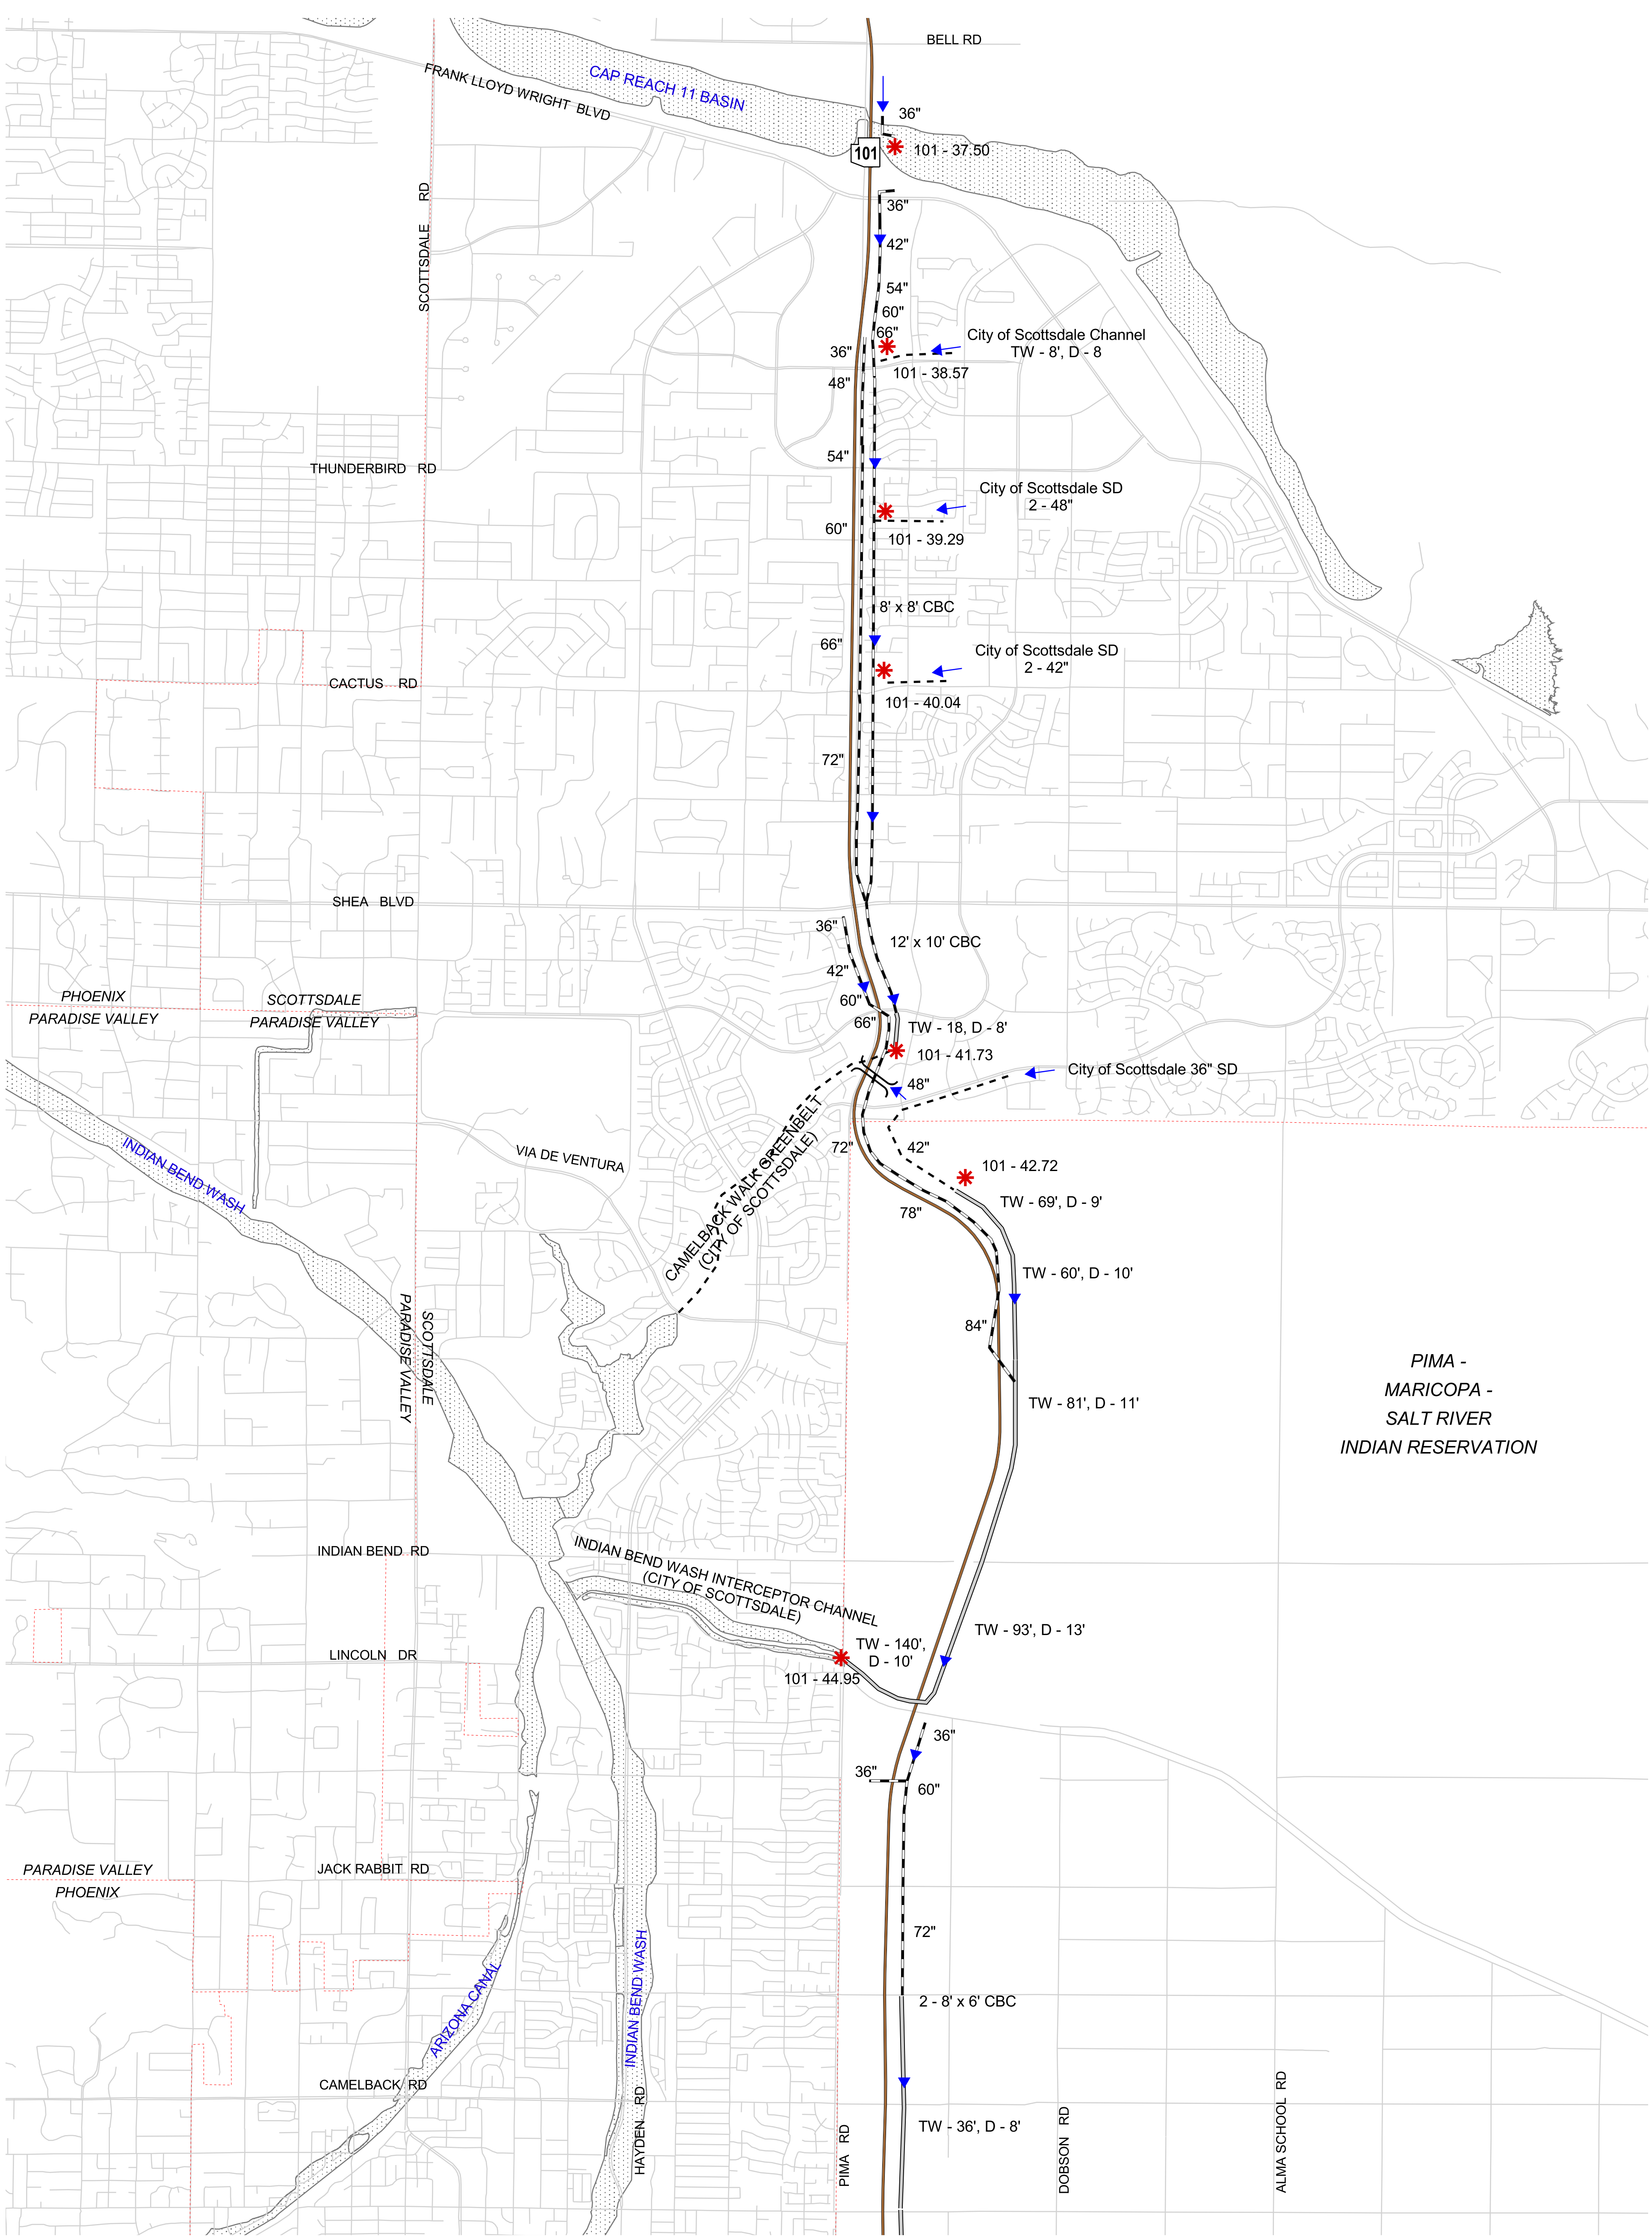 BELL RD
CAP REACH 11 BASIN
FRANK LLOYD WRIGHT BLVD
36"
101 - 37.50
101
SCOTTSDALE RD
36"
42"
54"
60"
66"
City of Scottsdale Channel
TW - 8', D - 8
36"
101 - 38.57
48"
54"
THUNDERBIRD RD
City of Scottsdale SD
2 - 48"
60"
101 - 39.29
8' x 8' CBC
66"
City of Scottsdale SD
2 - 42"
CACTUS RD
101 - 40.04
72"
SHEA BLVD
36"
12' x 10' CBC
42"
PHOENIX
PARADISE VALLEY
SCOTTSDALE
PARADISE VALLEY
60"
66"
TW - 18, D - 8'
101 - 41.73
City of Scottsdale 36" SD
48"
INDIAN BEND WASH
VIA DE VENTURA
CAMELBACK WALK GREENBELT
(CITY OF SCOTTSDALE)
72"
42"
101 - 42.72
TW - 69', D - 9'
78"
TW - 60', D - 10'
84"
SCOTTSDALE
PARADISE VALLEY
TW - 81', D - 11'
PIMA -
MARICOPA -
SALT RIVER
INDIAN RESERVATION
INDIAN BEND RD
INDIAN BEND WASH INTERCEPTOR CHANNEL
(CITY OF SCOTTSDALE)
TW - 93', D - 13'
LINCOLN DR
TW - 140',
D - 10'
101 - 44.95
36"
36"
60"
PARADISE VALLEY
PHOENIX
JACK RABBIT RD
72"
ARIZONA CANAL
INDIAN BEND WASH
2 - 8' x 6' CBC
CAMELBACK RD
HAYDEN RD
PIMA RD
TW - 36', D - 8'
DOBSON RD
ALMA SCHOOL RD